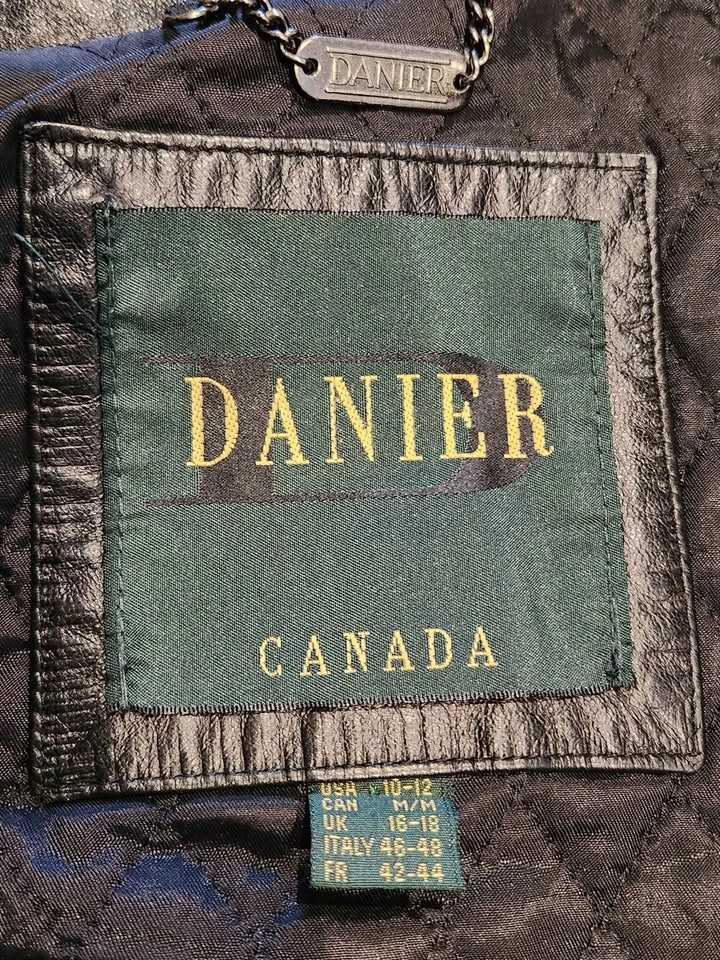 DANIER
DANIER
CANADA
USA 10-12
CAN M/M
UK 16-18
ITALY 46-48
FR 42-44